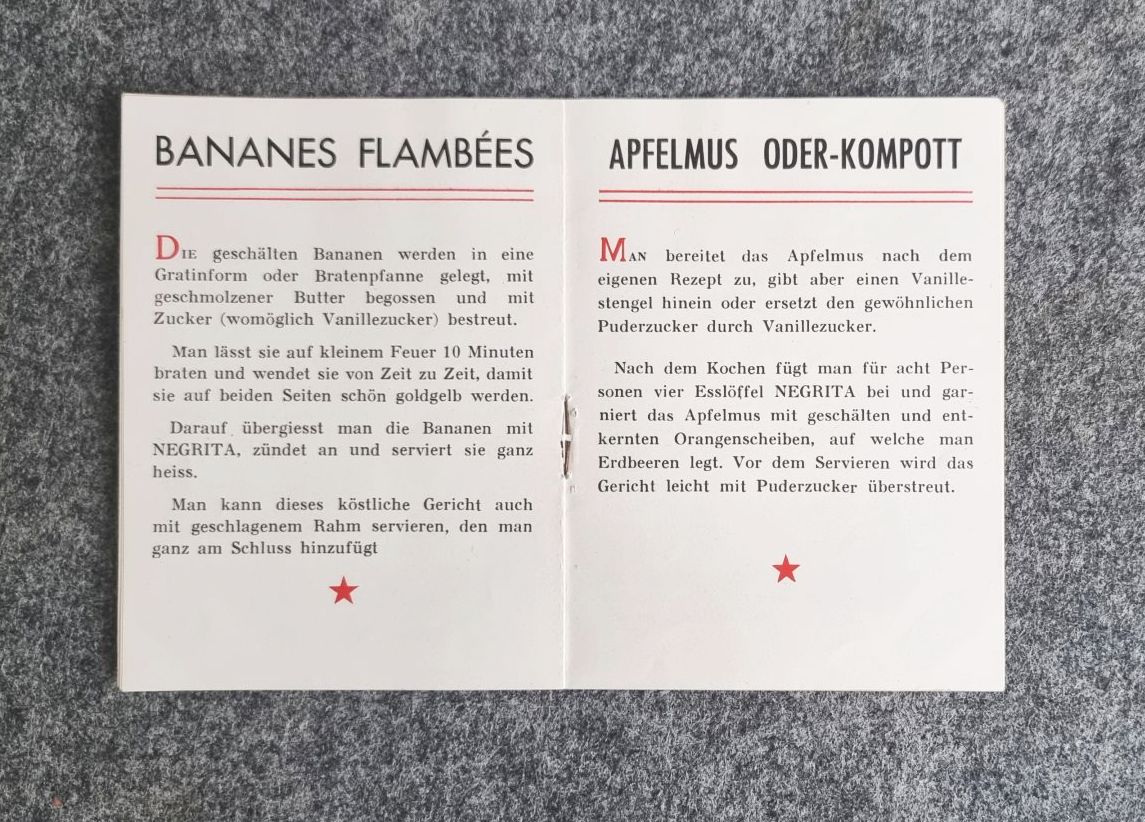 BANANES FLAMBÉES
DIE geschälten Bananen werden in eine
Gratinform oder Bratenpfanne gelegt, mit
geschmolzener Butter begossen und mit
Zucker (womöglich Vanillezucker) bestreut.
Man lässt sie auf kleinem Feuer 10 Minuten
braten und wendet sie von Zeit zu Zeit, damit
sie auf beiden Seiten schön goldgelb werden.
Darauf übergiesst man die Bananen mit
NEGRITA, zündet an und serviert sie ganz
heiss.
Man kann dieses köstliche Gericht auch
mit geschlagenem Rahm servieren, den man
ganz am Schluss hinzufügt
APFELMUS ODER-KOMPOTT
MAN bereitet das Apfelmus nach dem
eigenen Rezept zu, gibt aber einen Vanille-
stengel hinein oder ersetzt den gewöhnlichen
Puderzucker durch Vanillezucker.
Nach dem Kochen fügt man für acht Per-
sonen vier Esslöffel NEGRITA bei und gar-
niert das Apfelmus mit geschälten und ent-
kernten Orangenscheiben, auf welche man
Erdbeeren legt. Vor dem Servieren wird das
Gericht leicht mit Puderzucker überstreut.